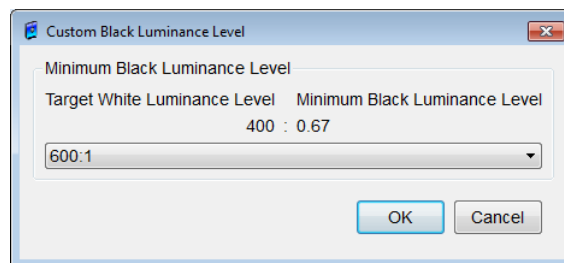 Custom Black Luminance Level
Minimum Black Luminance Level
Target White Luminance Level Minimum Black Luminance Level
400 : 0.67
600:1
OK Cancel